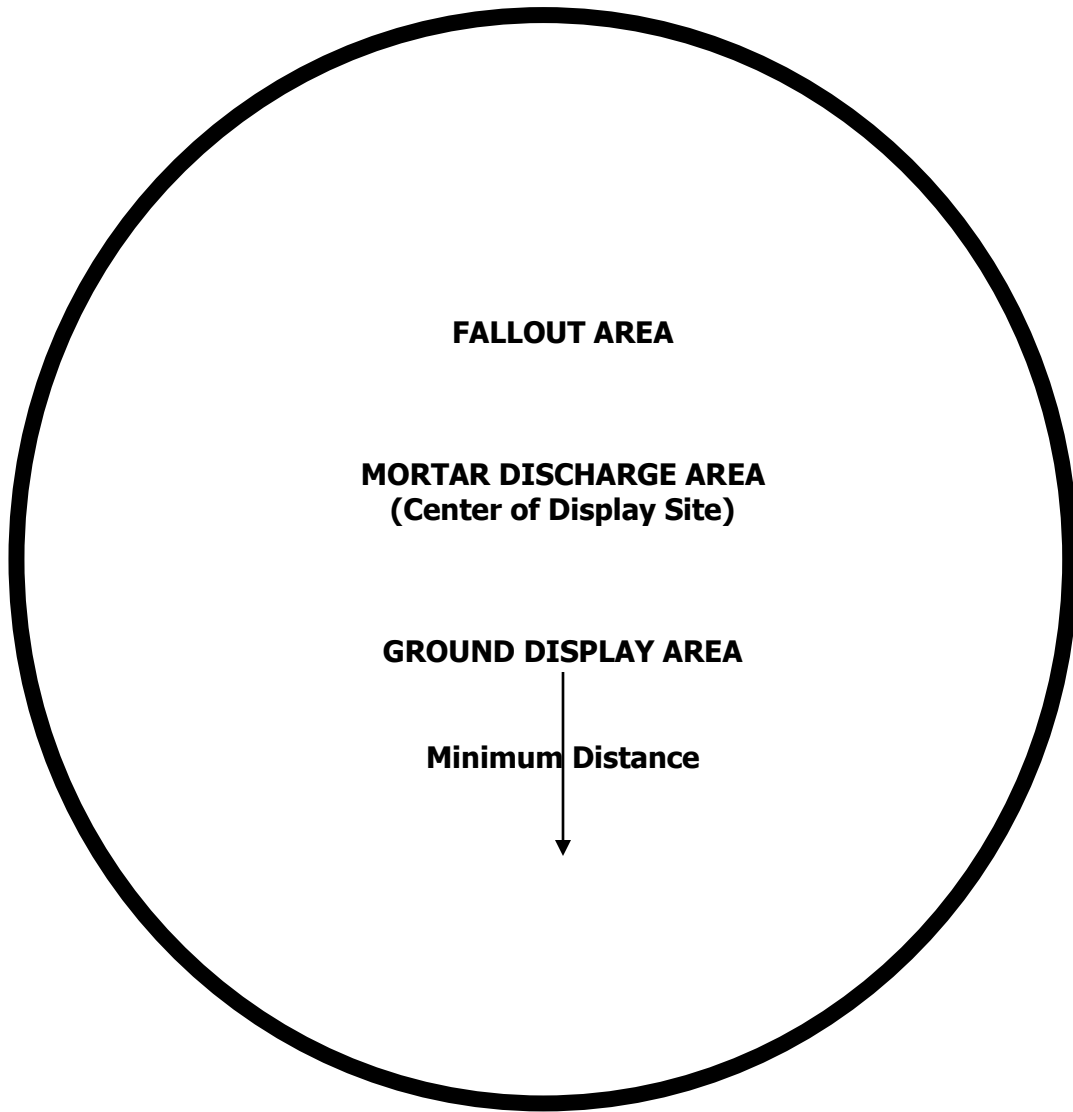 FALLOUT AREA
MORTAR DISCHARGE AREA
(Center of Display Site)
GROUND DISPLAY AREA
Minimum Distance